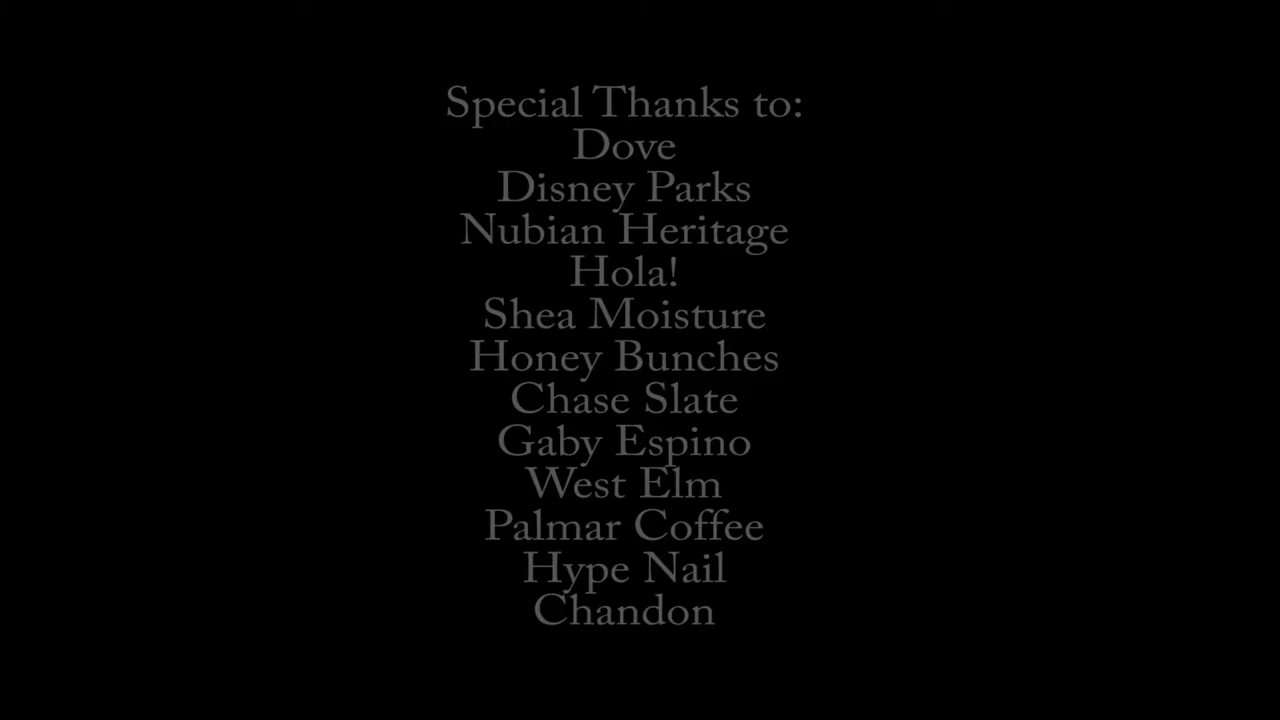 Special Thanks to:
Dove
Disney Parks
Nubian Heritage
Hola!
Shea Moisture
Honey Bunches
Chase Slate
Gaby Espino
West Elm
Palmar Coffee
Hype Nail
Chandon